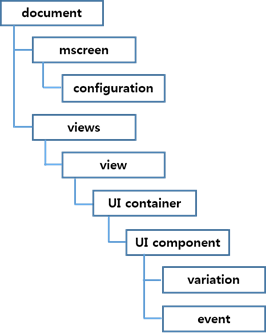 document
mscreen
configuration
views
view
UI container
UI component
variation
event